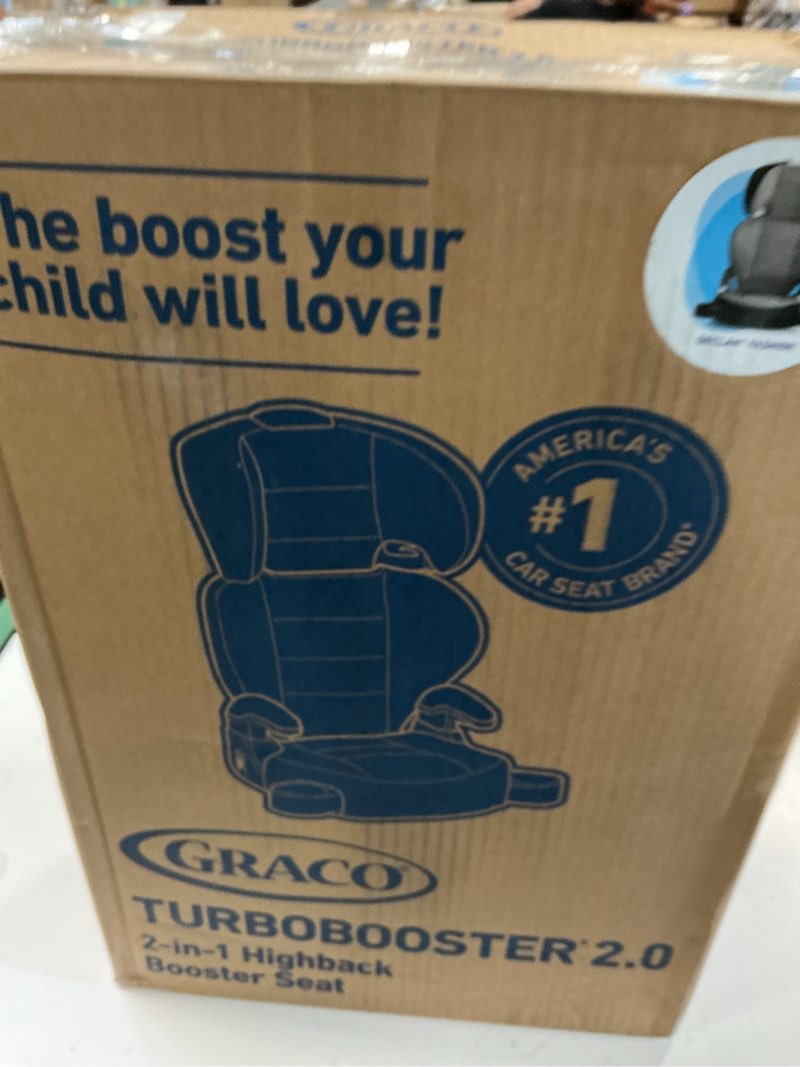 he boost your
child will love!
AMERICA'S
#1
CAR SEAT BRAND*
GRACO
TURBOBOOSTER® 2.0
2-in-1 Highback
Booster Seat